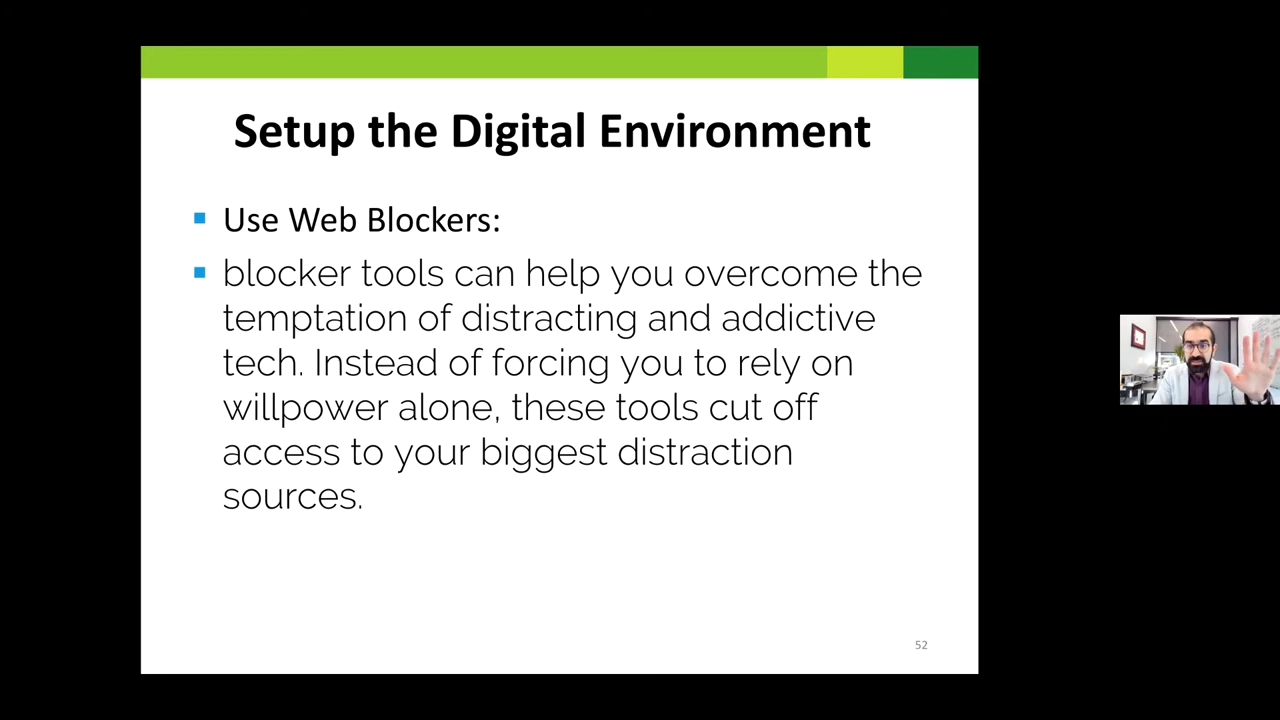 Setup the Digital Environment
Use Web Blockers:
blocker tools can help you overcome the
temptation of distracting and addictive
tech. Instead of forcing you to rely on
willpower alone, these tools cut off
access to your biggest distraction
sources.
52